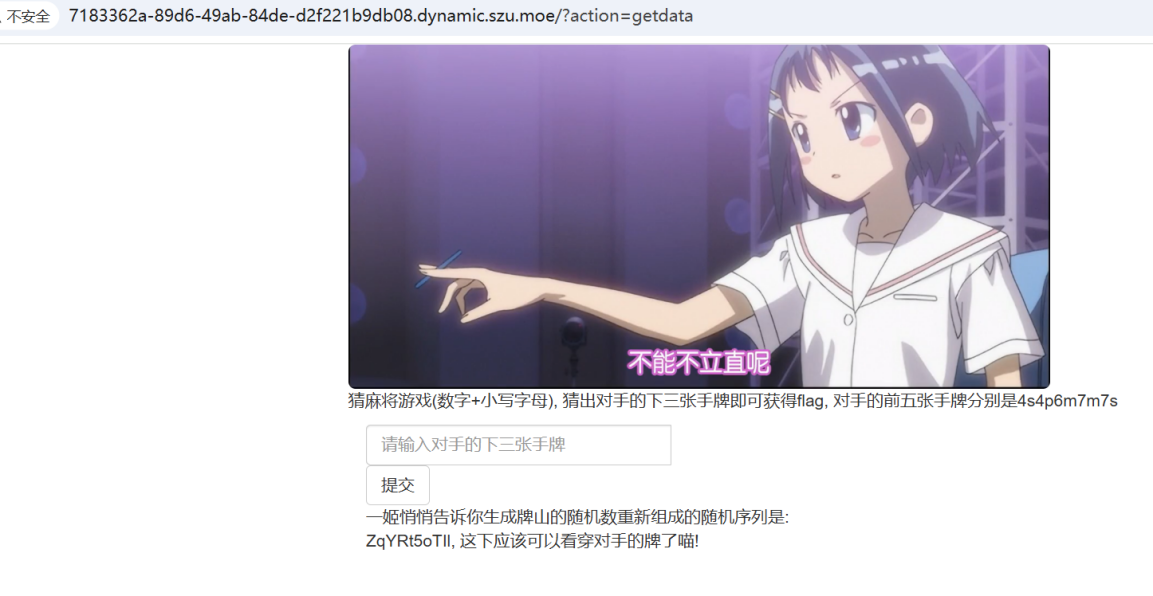 不安全 7183362a-89d6-49ab-84de-d2f221b9db08.dynamic.szu.moe/?action=getdata
不能不立直呢
猜麻将游戏(数字+小写字母), 猜出对手的下三张手牌即可获得flag, 对手的前五张手牌分别是4s4p6m7m7s
请输入对手的下三张手牌
提交
一姬悄悄告诉你生成牌山的随机数重新组成的随机序列是:
ZqYRt5oTIl, 这下应该可以看穿对手的牌了喵!